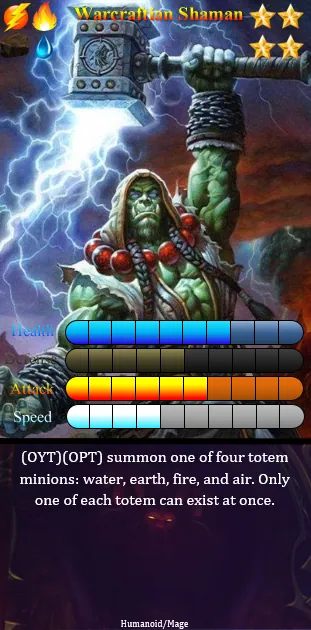 Warcraftian Shaman
Health
Attack
Speed
(OYT)(OPT) summon one of four totem
minions: water, earth, fire, and air. Only
one of each totem can exist at once.
Humanoid/Mage